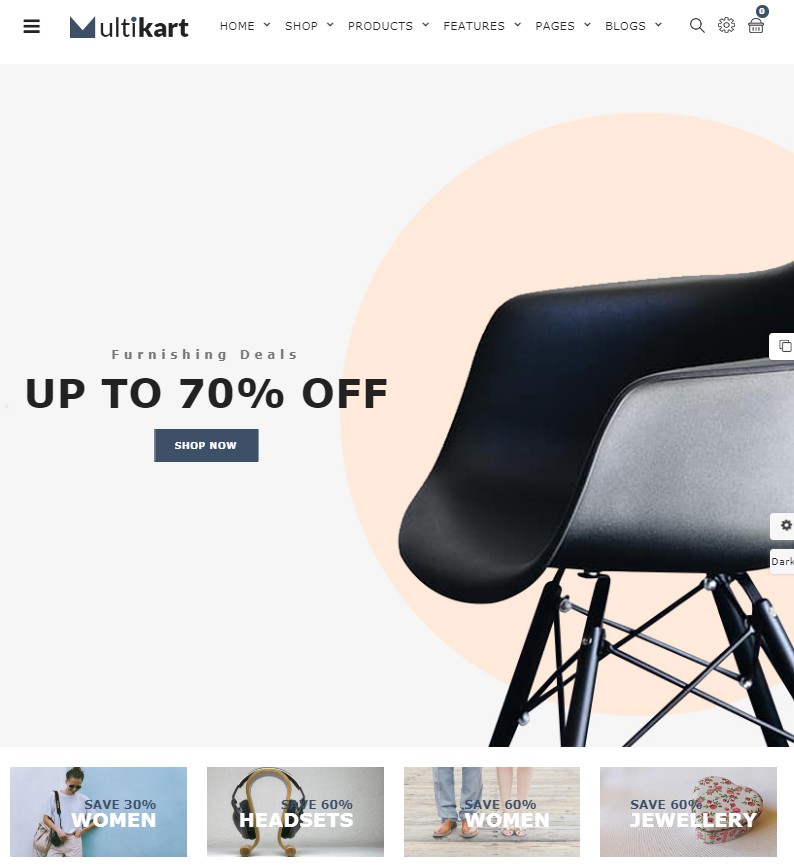 Multikart
HOME SHOP PRODUCTS FEATURES PAGES BLOGS
0
Furnishing Deals
UP TO 70% OFF
SHOP NOW
Dark
SAVE 30%
WOMEN
SAVE 60%
HEADSETS
SAVE 60%
WOMEN
SAVE 60%
JEWELLERY